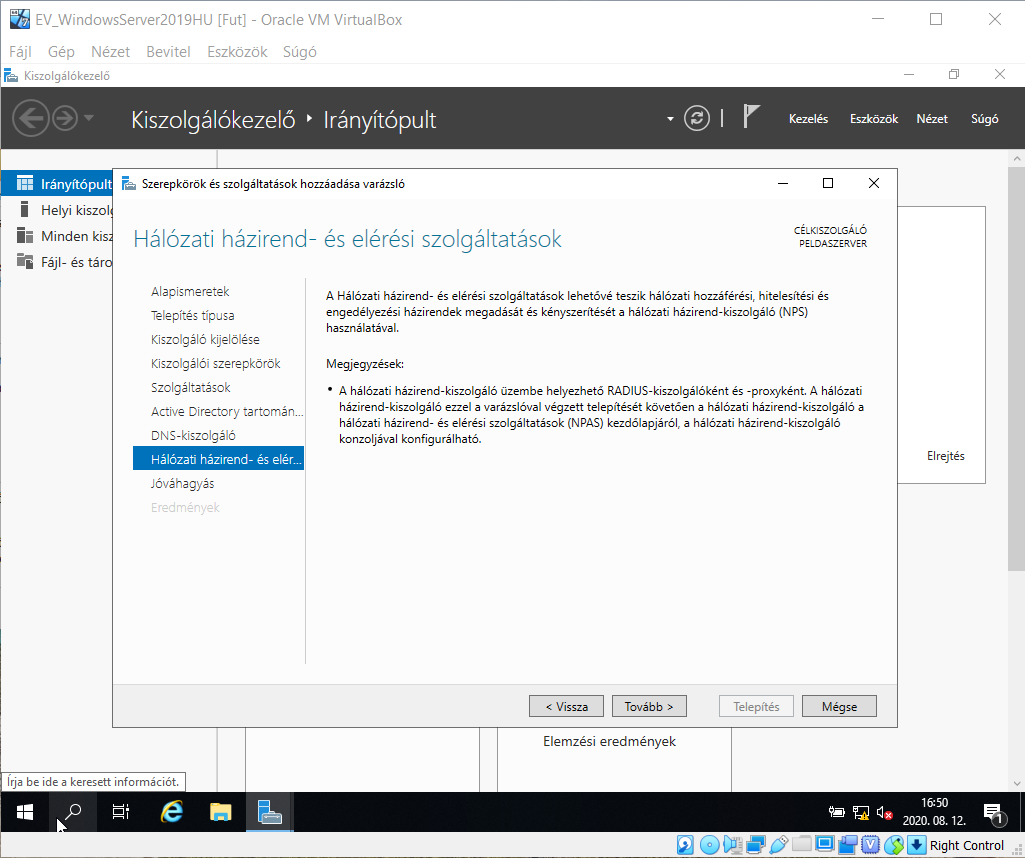 EV_WindowsServer2019HU [Fut] - Oracle VM VirtualBox
Fájl Gép Nézet Bevitel Eszközök Súgó
Kiszolgálókezelő
Kiszolgálókezelő Irányítópult
Kezelés Eszközök Nézet Súgó
Irányítópult
Helyi kiszolg
Minden kisz
Fájl- és táro
Szerepkörök és szolgáltatások hozzáadása varázsló
Hálózati házirend- és elérési szolgáltatások
CÉLKISZOLGÁLÓ
PELDASZERVER
Alapismeretek
Telepítés típusa
Kiszolgáló kijelölése
Kiszolgálói szerepkörök
Szolgáltatások
Active Directory tartomán...
DNS-kiszolgáló
Hálózati házirend- és elér...
Jóváhagyás
Eredmények
A Hálózati házirend- és elérési szolgáltatások lehetővé teszik hálózati hozzáférési, hitelesítési és
engedélyezési házirendek megadását és kényszerítését a hálózati házirend-kiszolgáló (NPS)
használatával.
Megjegyzések:
• A hálózati házirend-kiszolgáló üzembe helyezhető RADIUS-kiszolgálóként és -proxyként. A hálózati
házirend-kiszolgáló ezzel a varázslóval végzett telepítését követően a hálózati házirend-kiszolgáló a
hálózati házirend- és elérési szolgáltatások (NPAS) kezdőlapjáról, a hálózati házirend-kiszolgáló
konzoljával konfigurálható.
Elrejtés
< Vissza Tovább > Telepítés Mégse
Elemzési eredmények
Írja be ide a keresett információt.
16:50
2020. 08. 12.
1
Right Control